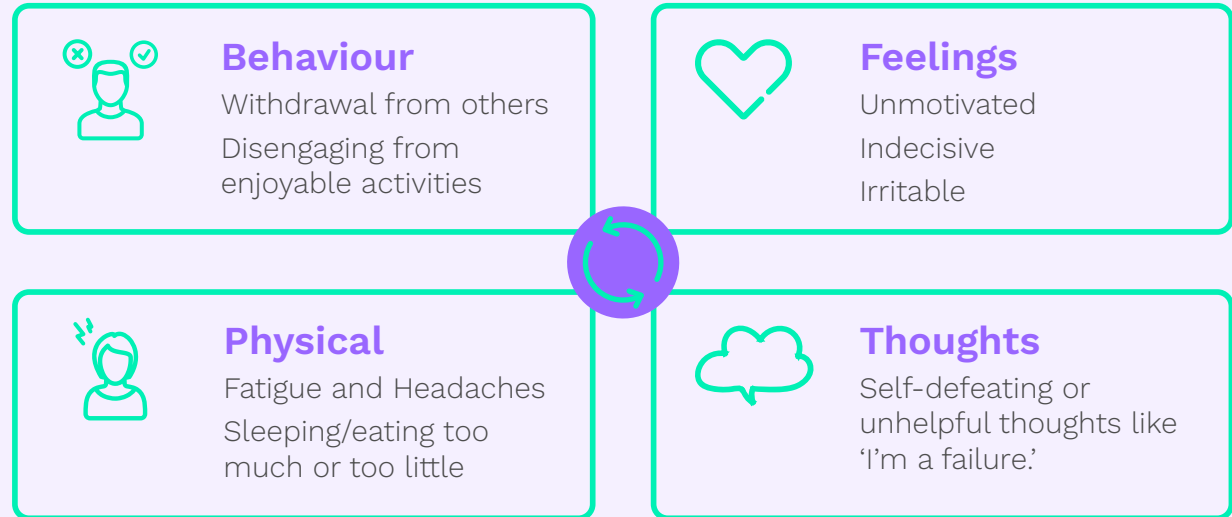 Behaviour
Withdrawal from others
Disengaging from
enjoyable activities
Feelings
Unmotivated
Indecisive
Irritable
Physical
Fatigue and Headaches
Sleeping/eating too
much or too little
Thoughts
Self-defeating or
unhelpful thoughts like
‘I’m a failure.’